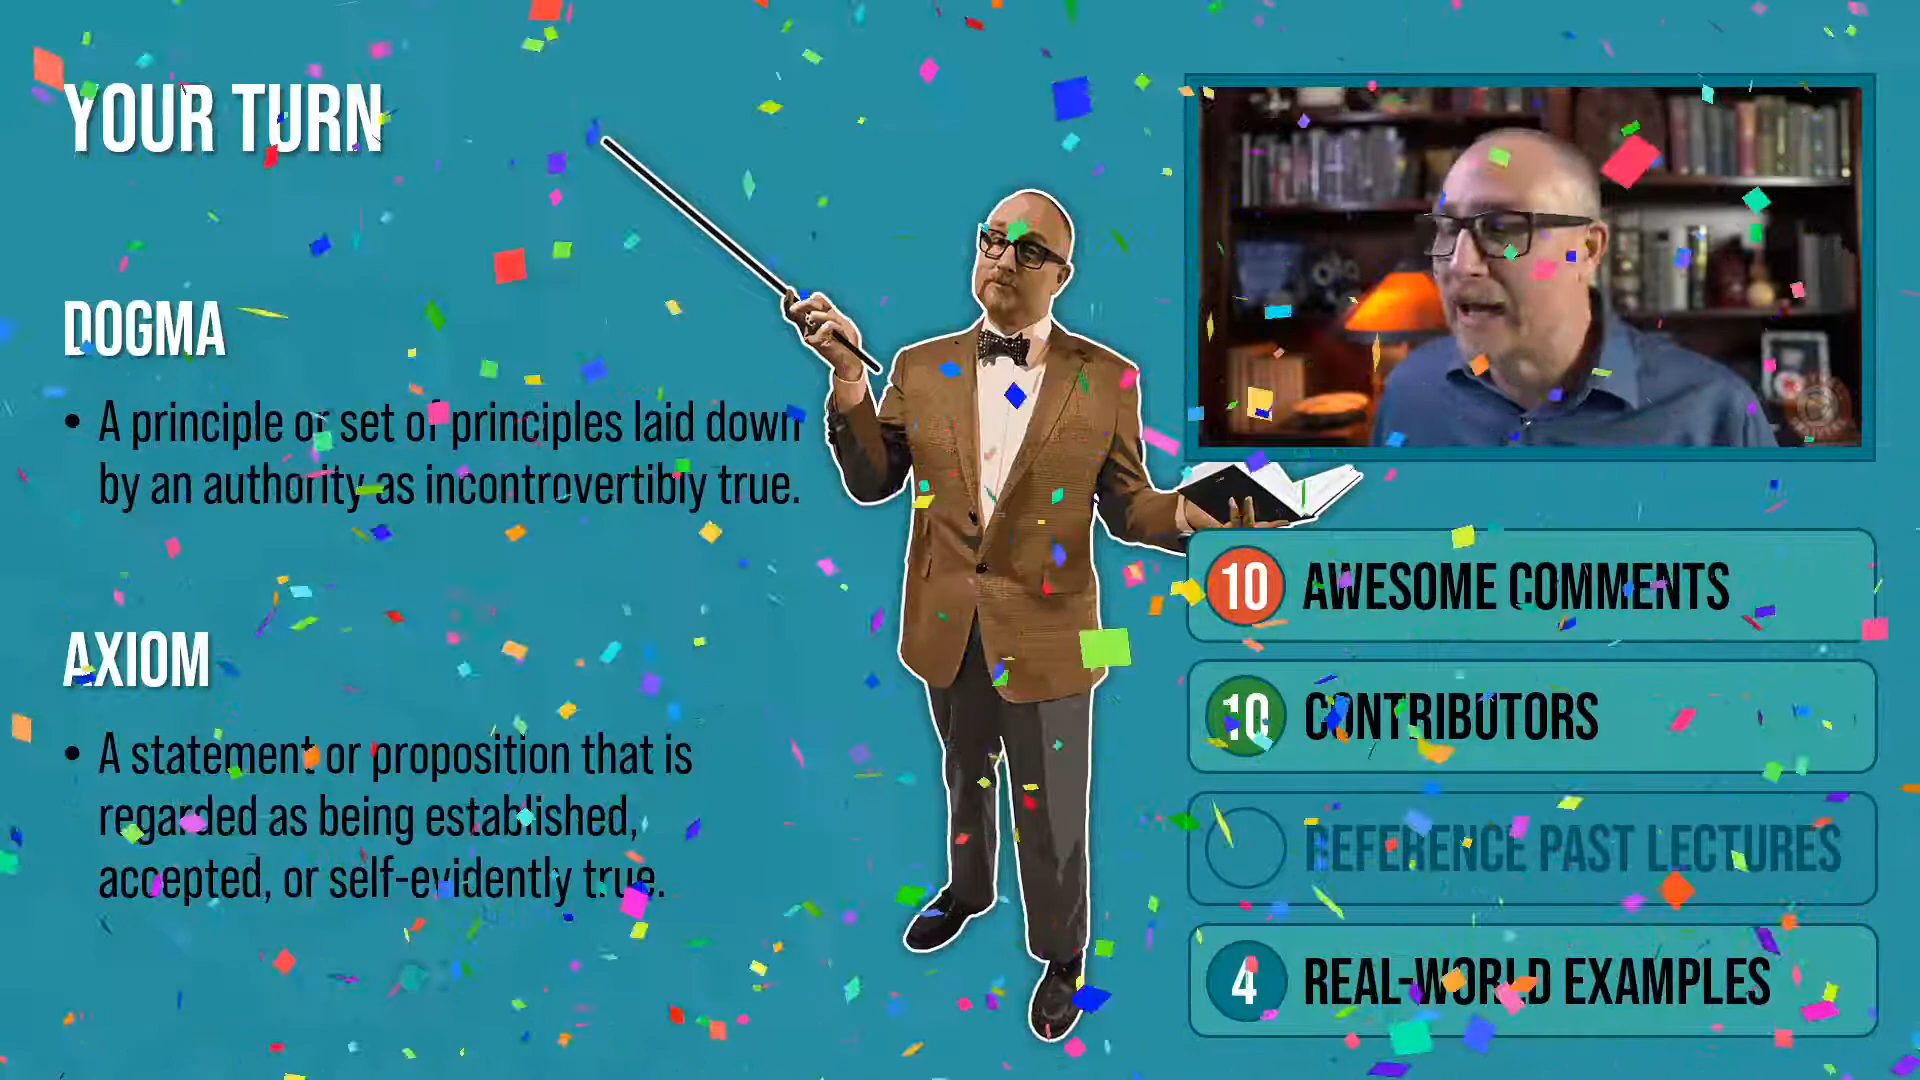 YOUR TURN
DOGMA
• A principle or set of principles laid down
by an authority as incontrovertibly true.
AXIOM
• A statement or proposition that is
regarded as being established,
accepted, or self-evidently true.
10 AWESOME COMMENTS
10 CONTRIBUTORS
REFERENCE PAST LECTURES
4 REAL-WORLD EXAMPLES